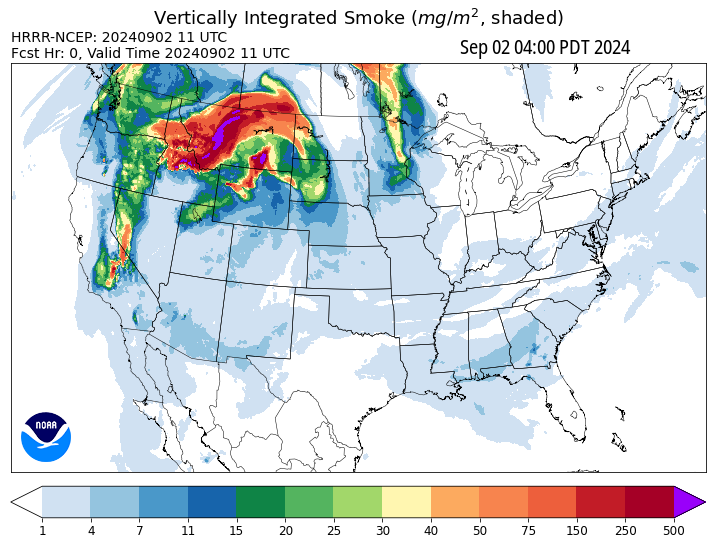 Vertically Integrated Smoke (mg/m², shaded)
HRRR-NCEP: 20240902 11 UTC
Fcst Hr: 0, Valid Time 20240902 11 UTC
Sep 02 04:00 PDT 2024
NOAA
1 4 7 11 15 20 25 30 40 50 75 150 250 500